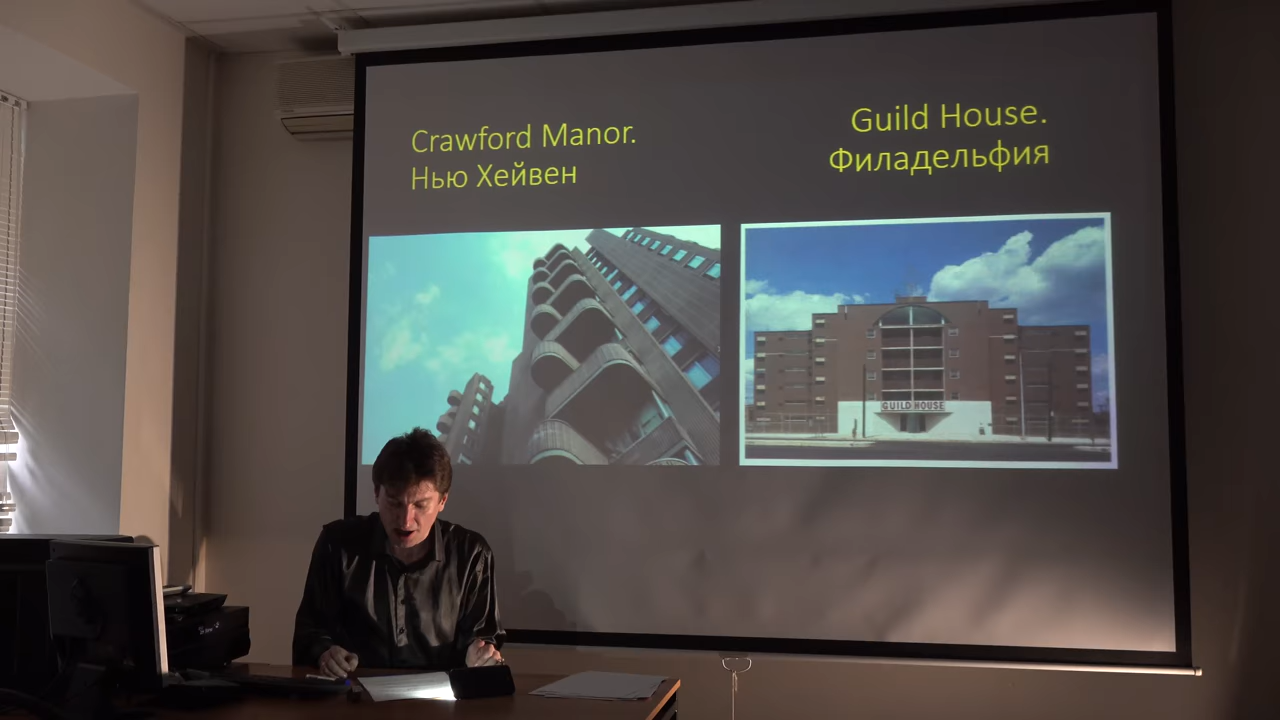 Crawford Manor.
Нью Хейвен
Guild House.
Филадельфия
GUILD HOUSE